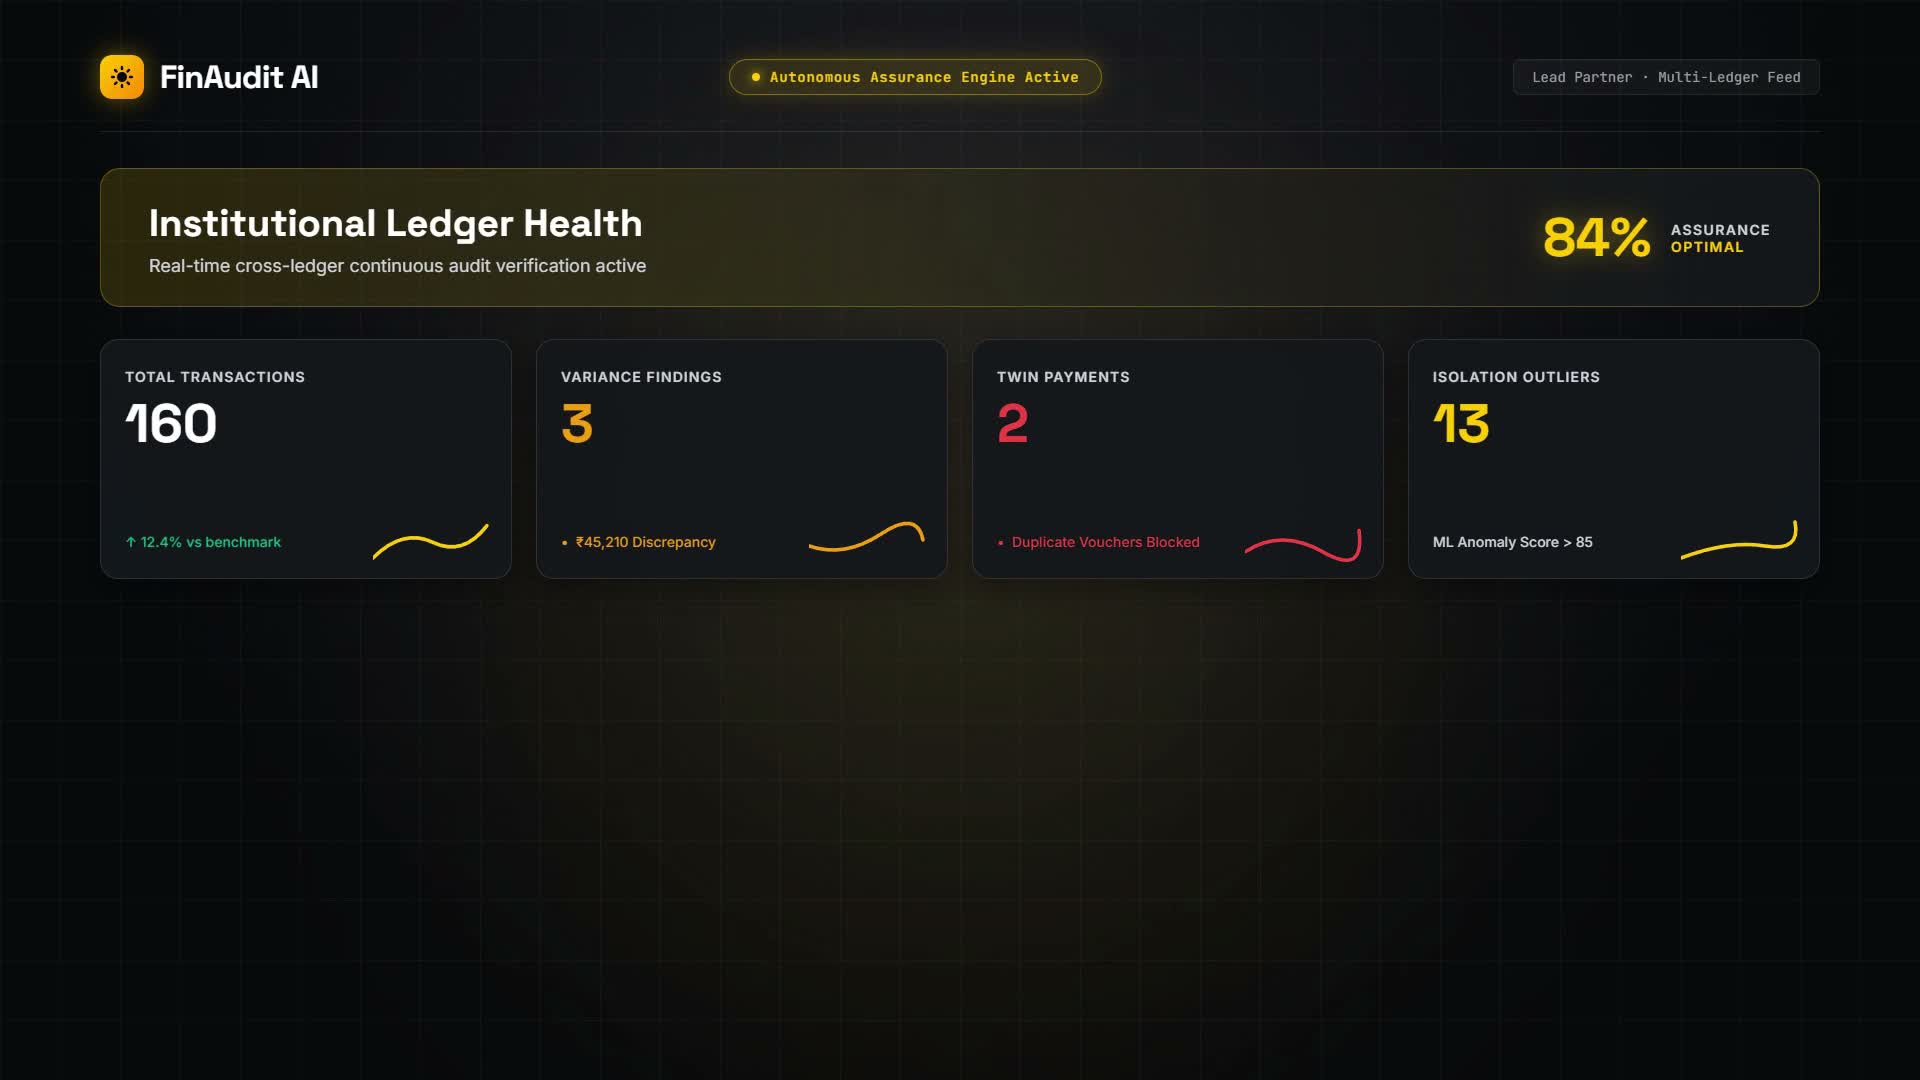 FinAudit AI
Autonomous Assurance Engine Active
Lead Partner · Multi-Ledger Feed
Institutional Ledger Health
Real-time cross-ledger continuous audit verification active
84%
ASSURANCE
OPTIMAL
TOTAL TRANSACTIONS
160
↑ 12.4% vs benchmark
VARIANCE FINDINGS
3
• ₹45,210 Discrepancy
TWIN PAYMENTS
2
• Duplicate Vouchers Blocked
ISOLATION OUTLIERS
13
ML Anomaly Score > 85